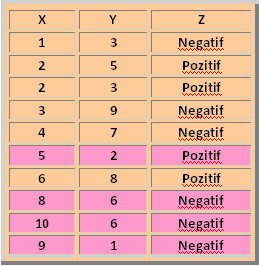 X Y Z
1 3 Negatif
2 5 Pozitif
2 3 Pozitif
3 9 Negatif
4 7 Negatif
5 2 Pozitif
6 8 Pozitif
8 6 Negatif
10 6 Negatif
9 1 Negatif